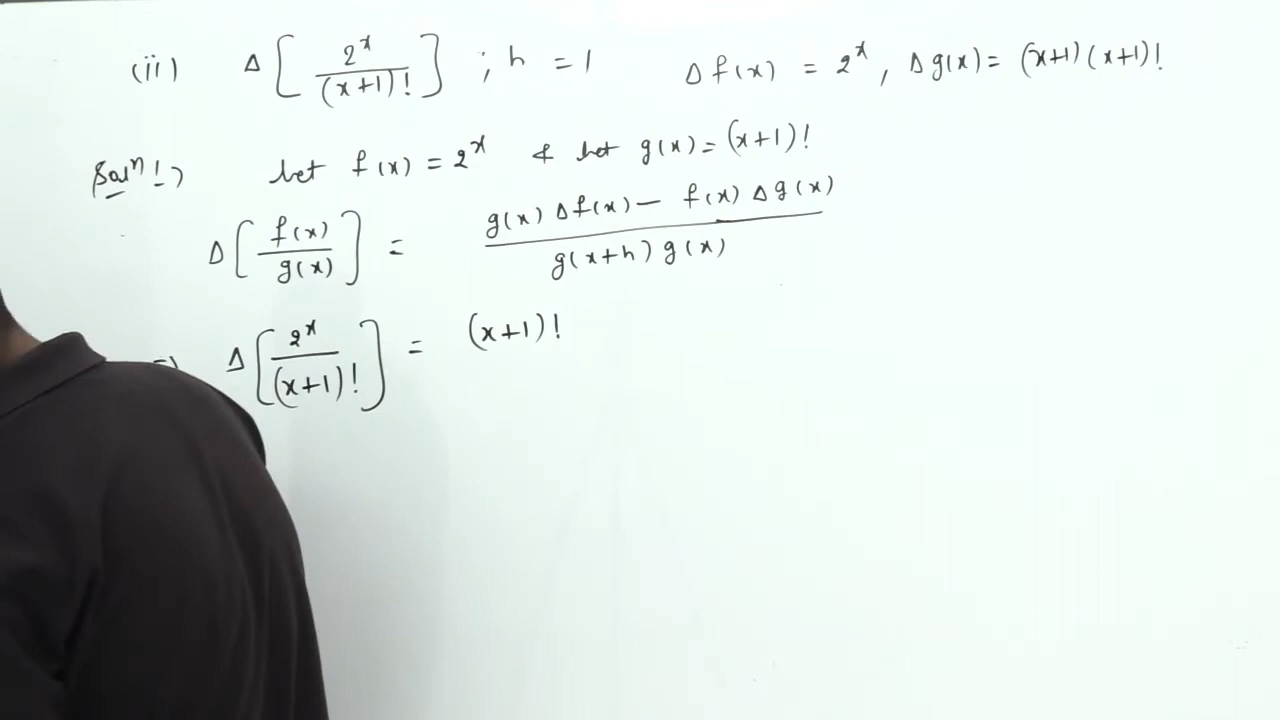 (ii) Δ[2^x/(x+1)!] ; h = 1 Δf(x) = 2^x, Δg(x) = (x+1)(x+1)!
Solⁿ!→ let f(x) = 2^x & let g(x) = (x+1)!
Δ[f(x)/g(x)] = g(x)Δf(x) − f(x)Δg(x)/g(x+h)g(x)
Δ[2^x/(x+1)!] = (x+1)!